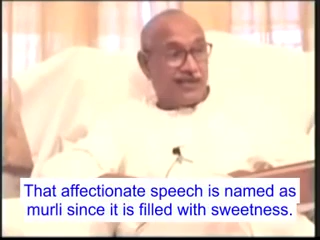 That affectionate speech is named as
murli since it is filled with sweetness.